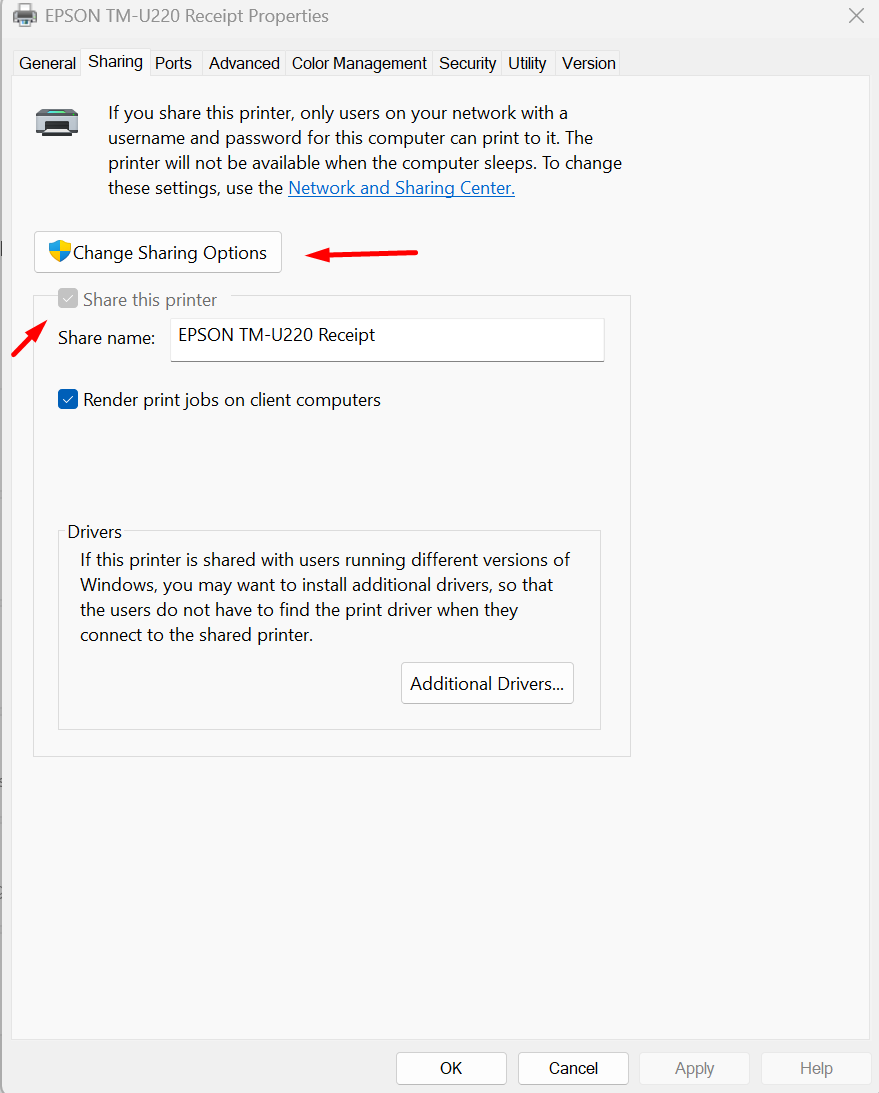 EPSON TM-U220 Receipt Properties
General Sharing Ports Advanced Color Management Security Utility Version
If you share this printer, only users on your network with a
username and password for this computer can print to it. The
printer will not be available when the computer sleeps. To change
these settings, use the Network and Sharing Center.
Change Sharing Options
Share this printer
Share name: EPSON TM-U220 Receipt
Render print jobs on client computers
Drivers
If this printer is shared with users running different versions of
Windows, you may want to install additional drivers, so that
the users do not have to find the print driver when they
connect to the shared printer.
Additional Drivers...
OK Cancel Apply Help